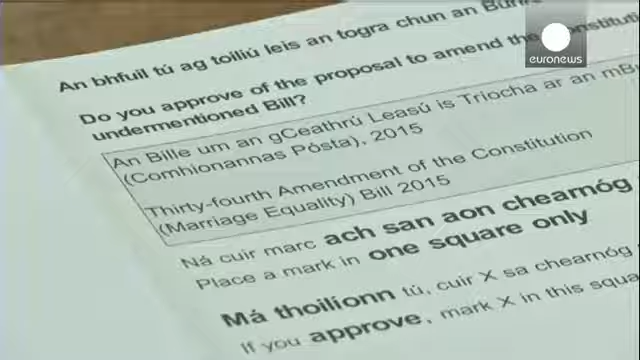 An bhfuil tú ag toiliú leis an togra chun an
Do you approve of the proposal to amend the
undermentioned Bill?
An Bille um an gCeathrú Leasú is Tríocha ar an
(Comhionannas Pósta), 2015
Thirty-fourth Amendment of the Constitution
(Marriage Equality) Bill 2015
Ná cuir marc ach san aon chearnóg
Place a mark in one square only
Má thoilíonn tú, cuir X sa chearnóg
If you approve, mark X in this
euronews